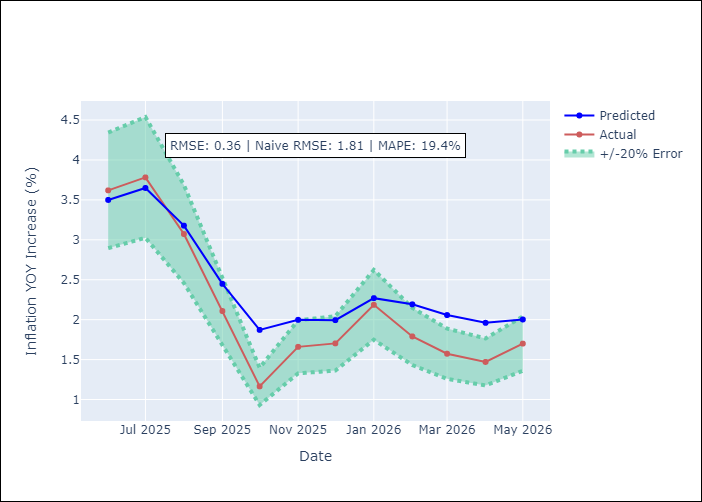 RMSE: 0.36 | Naive RMSE: 1.81 | MAPE: 19.4%
Predicted
Actual
+/-20% Error
Inflation YOY Increase (%)
4.5
4
3.5
3
2.5
2
1.5
1
Jul 2025
Sep 2025
Nov 2025
Jan 2026
Mar 2026
May 2026
Date